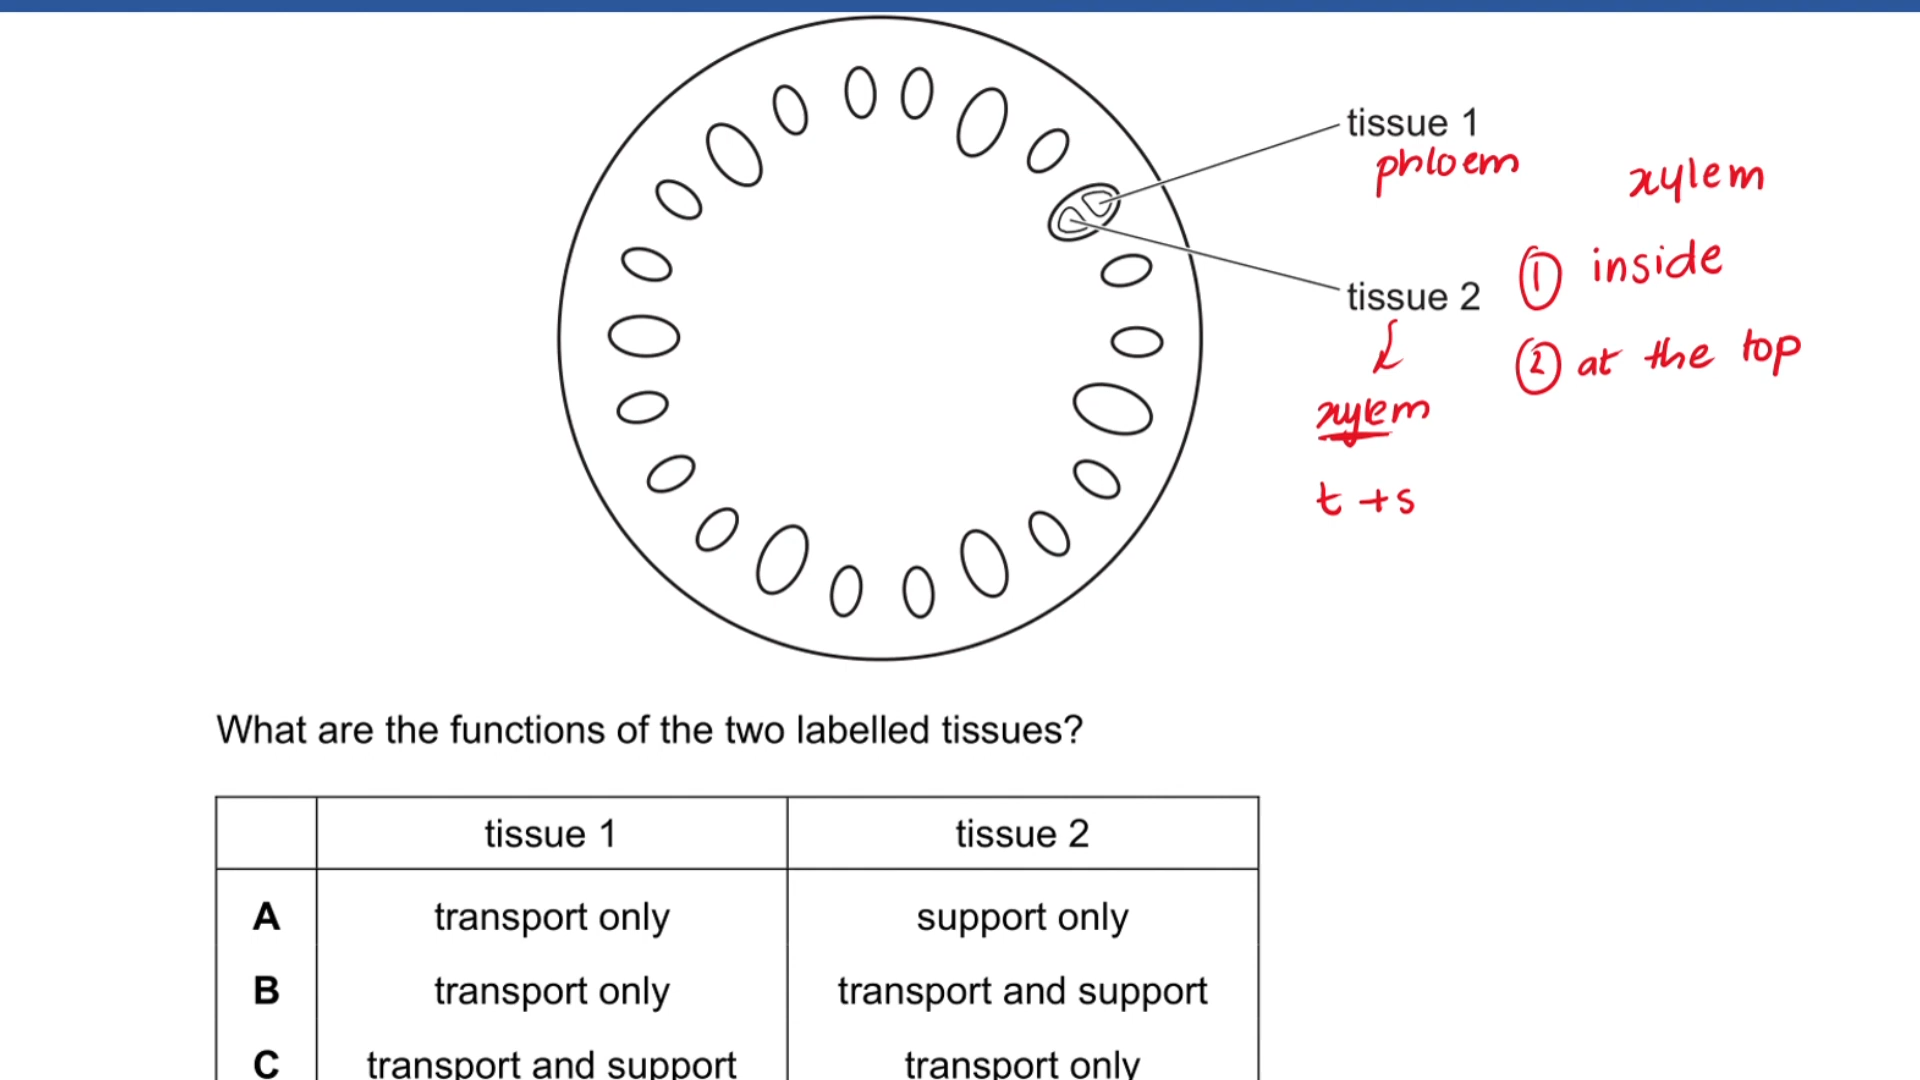 tissue 1
phloem
xylem
① inside
tissue 2
② at the top
xylem
t + s
What are the functions of the two labelled tissues?
tissue 1 tissue 2
A transport only support only
B transport only transport and support
C transport and support transport only